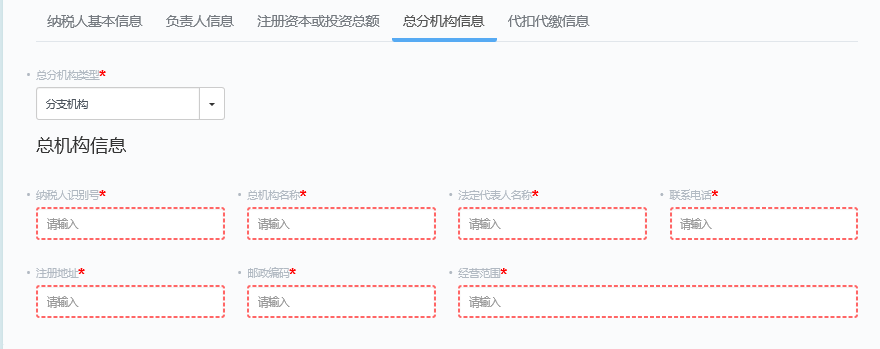 纳税人基本信息 负责人信息 注册资本或投资总额 总分机构信息 代扣代缴信息
• 总分机构类型*
分支机构
总机构信息
• 纳税人识别号* • 总机构名称* • 法定代表人名称* • 联系电话*
请输入 请输入 请输入 请输入
• 注册地址* • 邮政编码* • 经营范围*
请输入 请输入 请输入